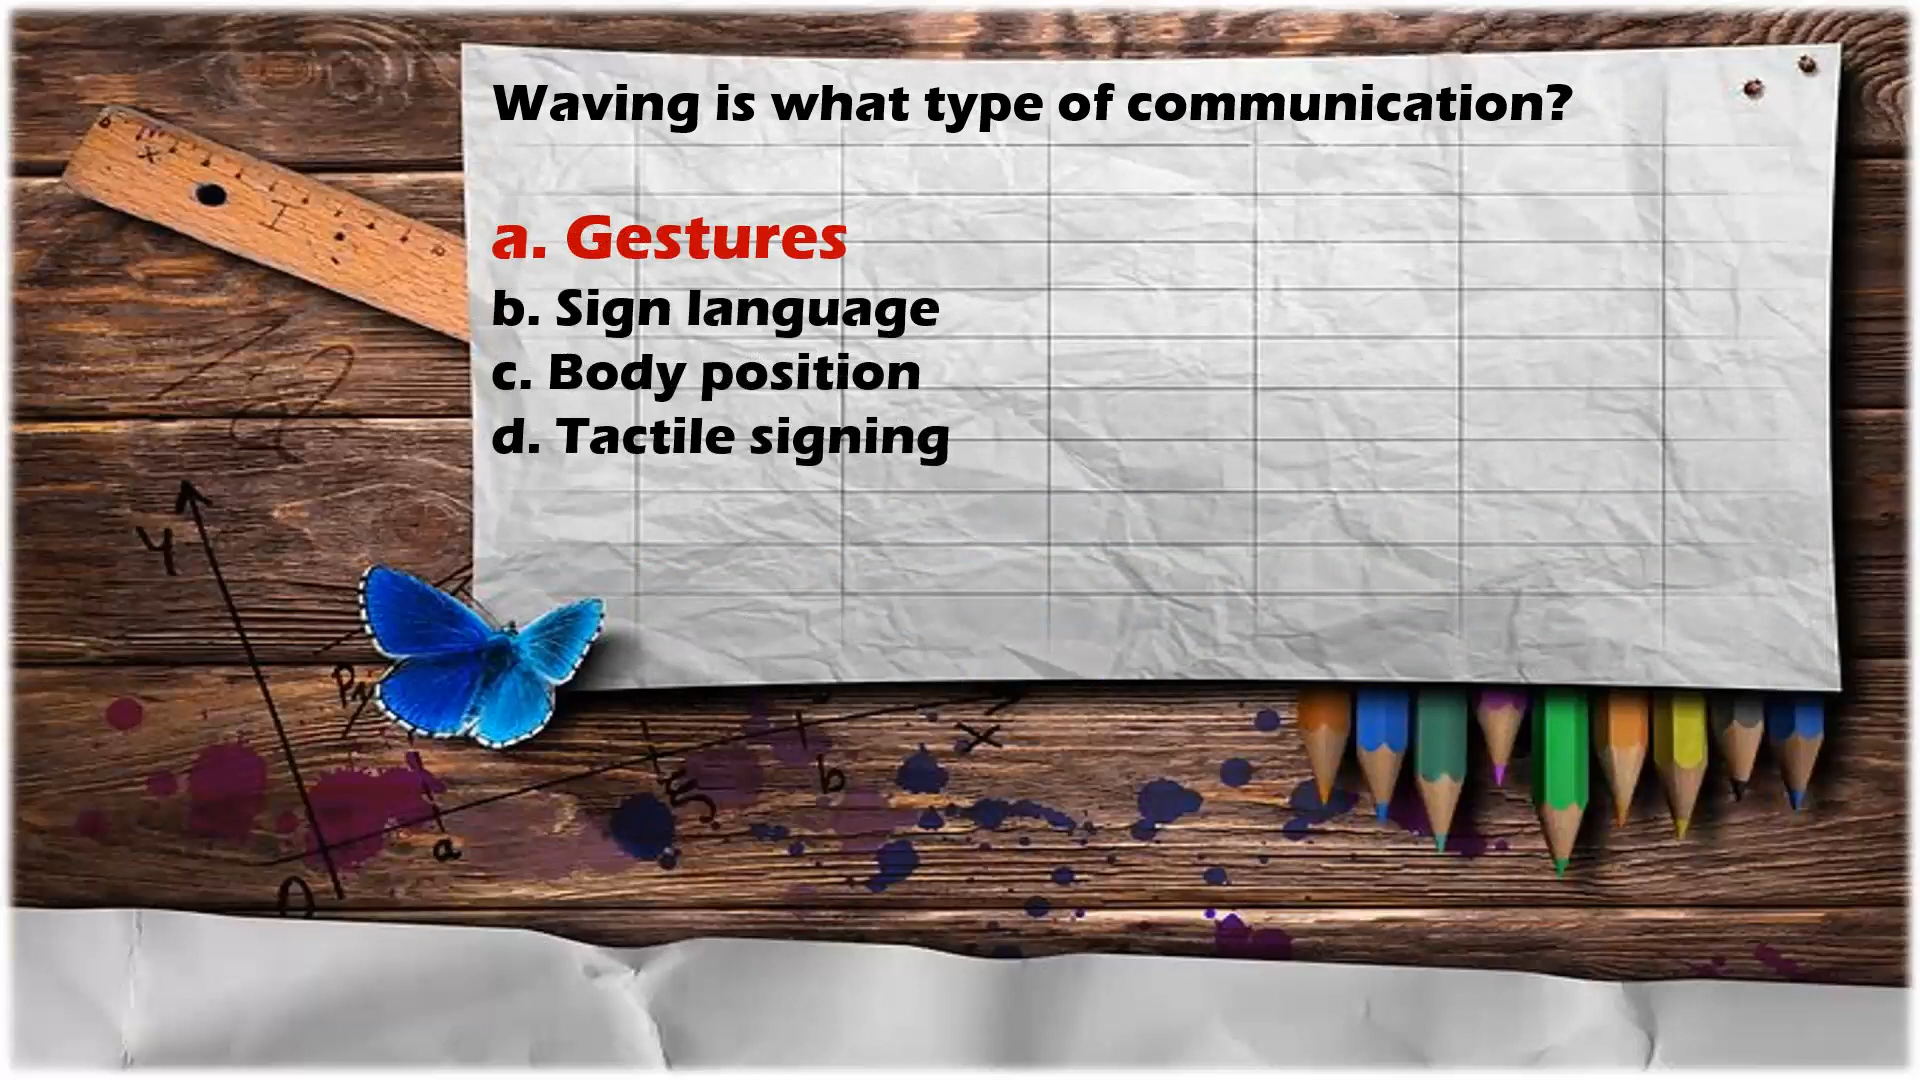 Waving is what type of communication?
a. Gestures
b. Sign language
c. Body position
d. Tactile signing
Y
X
a
b